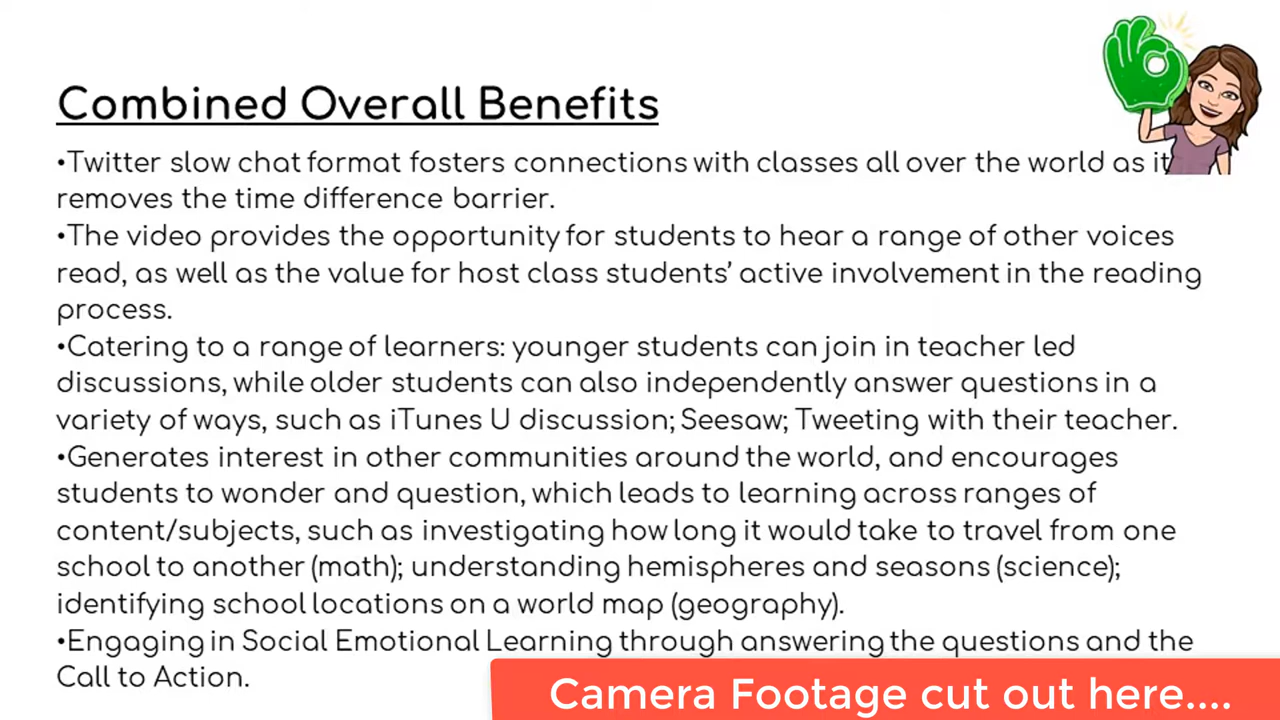 Combined Overall Benefits
•Twitter slow chat format fosters connections with classes all over the world as it
removes the time difference barrier.
•The video provides the opportunity for students to hear a range of other voices
read, as well as the value for host class students’ active involvement in the reading
process.
•Catering to a range of learners: younger students can join in teacher led
discussions, while older students can also independently answer questions in a
variety of ways, such as iTunes U discussion; Seesaw; Tweeting with their teacher.
•Generates interest in other communities around the world, and encourages
students to wonder and question, which leads to learning across ranges of
content/subjects, such as investigating how long it would take to travel from one
school to another (math); understanding hemispheres and seasons (science);
identifying school locations on a world map (geography).
•Engaging in Social Emotional Learning through answering the questions and the
Call to Action.
Camera Footage cut out here....